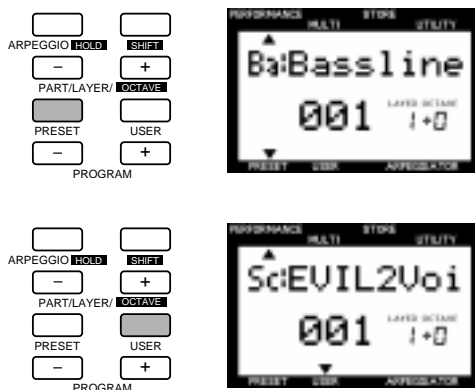 ARPEGGIO HOLD SHIFT
− +
PART/LAYER/ OCTAVE
PRESET USER
− +
PROGRAM
PERFORMANCE STORE
MULTI UTILITY
Ba:Bassline
001 LAYER OCTAVE
1+0
PRESET USER ARPEGGIATOR
ARPEGGIO HOLD SHIFT
− +
PART/LAYER/ OCTAVE
PRESET USER
− +
PROGRAM
PERFORMANCE STORE
MULTI UTILITY
Sc:EVIL2Voi
001 LAYER OCTAVE
1+0
PRESET USER ARPEGGIATOR